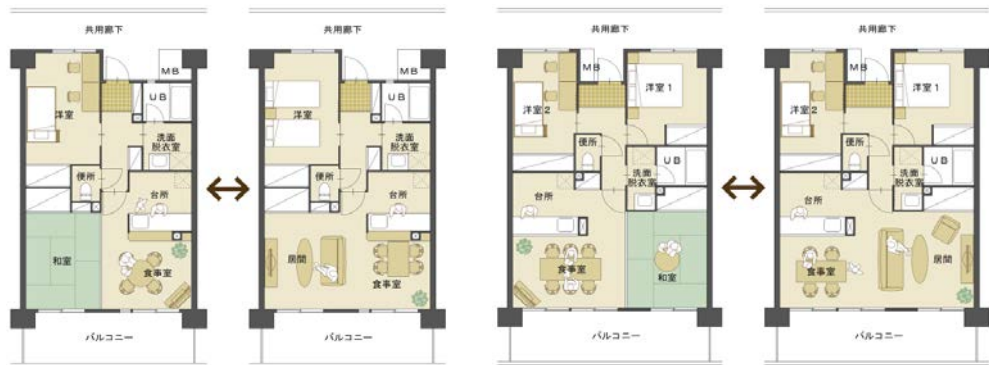 共用廊下
MB
UB
洋室
洗面
脱衣室
便所
台所
和室
食事室
バルコニー
共用廊下
MB
UB
洋室
洗面
脱衣室
便所
台所
居間
食事室
バルコニー
共用廊下
MB
洋室1
洋室2
便所
UB
洗面
脱衣室
台所
食事室
和室
バルコニー
共用廊下
MB
洋室1
洋室2
便所
UB
洗面
脱衣室
台所
居間
食事室
バルコニー